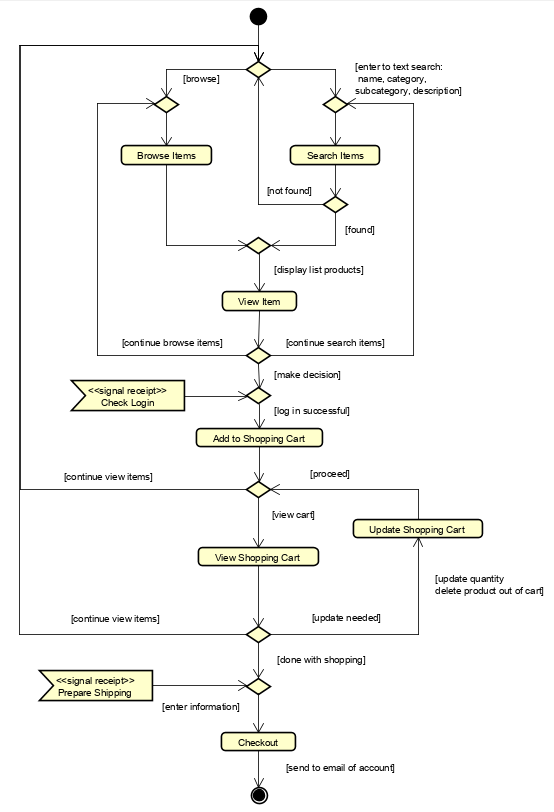 [browse]
[enter to text search:
name, category,
subcategory, description]
Browse Items
Search Items
[not found]
[found]
[display list products]
View Item
[continue browse items]
[continue search items]
[make decision]
<<signal receipt>>
Check Login
[log in successful]
Add to Shopping Cart
[continue view items]
[proceed]
[view cart]
Update Shopping Cart
View Shopping Cart
[update quantity
delete product out of cart]
[continue view items]
[update needed]
[done with shopping]
<<signal receipt>>
Prepare Shipping
[enter information]
Checkout
[send to email of account]